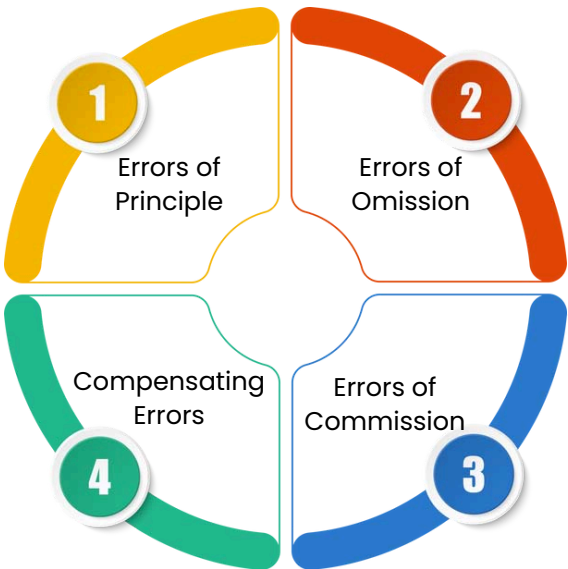 1
Errors of
Principle
2
Errors of
Omission
3
Errors of
Commission
4
Compensating
Errors